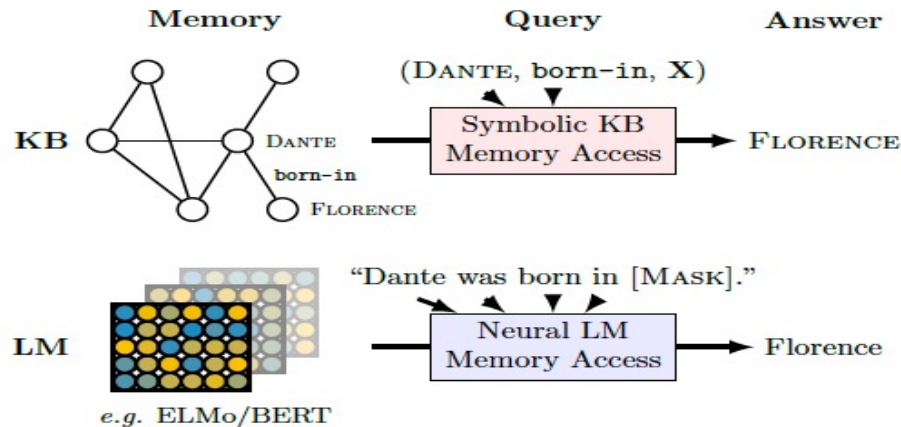 Memory Query Answer
(DANTE, born-in, X)
KB DANTE Symbolic KB FLORENCE
Memory Access
born-in
FLORENCE
“Dante was born in [MASK].”
LM Neural LM Florence
Memory Access
e.g. ELMo/BERT